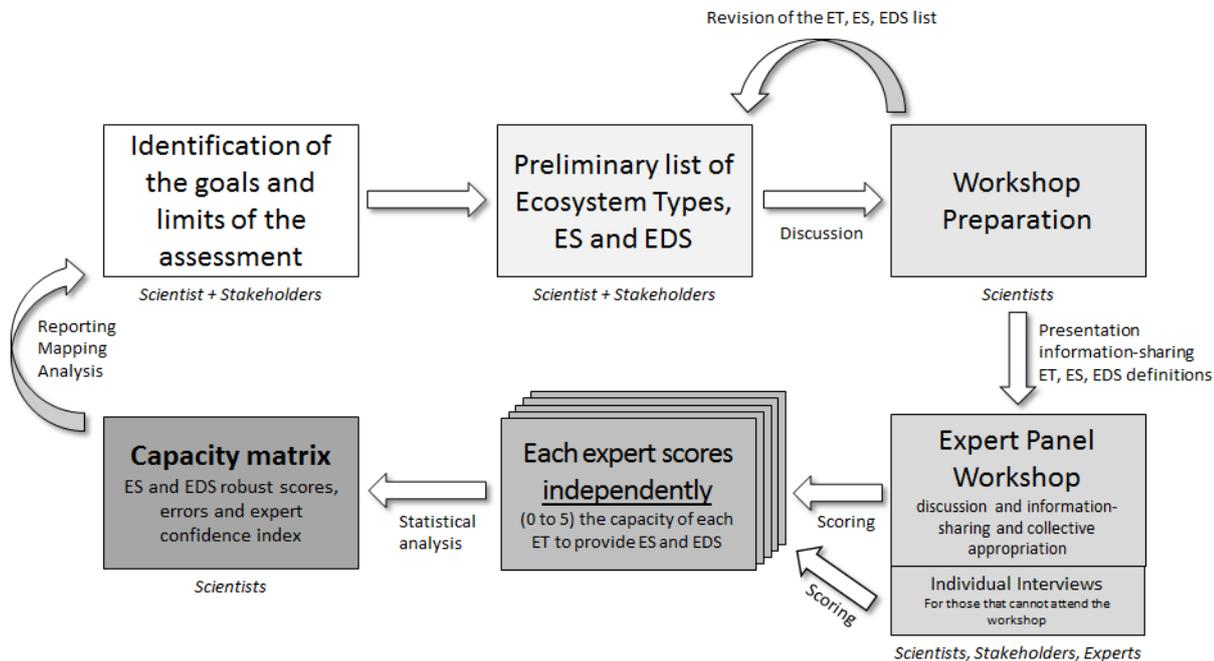 Revision of the ET, ES, EDS list
Identification of
the goals and
limits of the
assessment
Scientist + Stakeholders
Preliminary list of
Ecosystem Types,
ES and EDS
Scientist + Stakeholders
Discussion
Workshop
Preparation
Scientists
Presentation
information-sharing
ET, ES, EDS definitions
Expert Panel
Workshop
discussion and information-
sharing and collective
appropriation
Individual Interviews
For those that cannot attend the
workshop
Scientists, Stakeholders, Experts
Scoring
Scoring
Each expert scores
independently
(0 to 5) the capacity of each
ET to provide ES and EDS
Statistical
analysis
Capacity matrix
ES and EDS robust scores,
errors and expert
confidence index
Scientists
Reporting
Mapping
Analysis